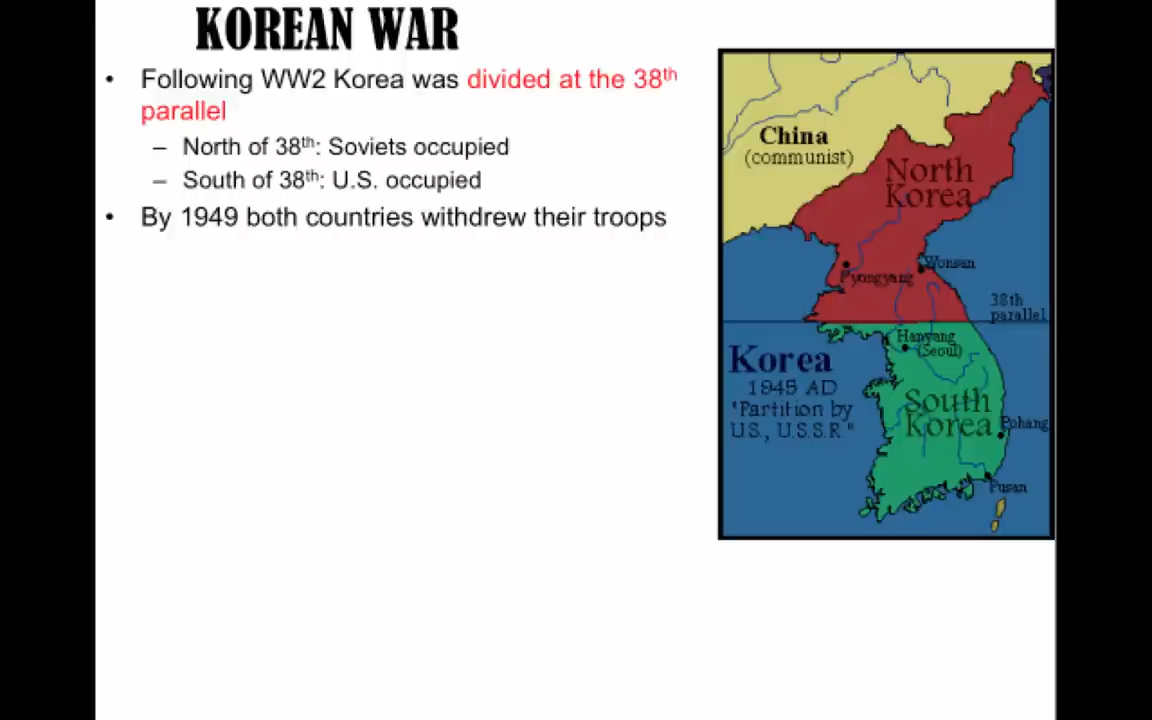 KOREAN WAR
• Following WW2 Korea was divided at the 38th
parallel
– North of 38th: Soviets occupied
– South of 38th: U.S. occupied
• By 1949 both countries withdrew their troops
China
(communist)
North
Korea
Pyongyang
Wonsan
38th
parallel
Hanyang
(Seoul)
Korea
1945 AD
"Partition by
U.S., U.S.S.R."
South
Korea
Pohang
Pusan